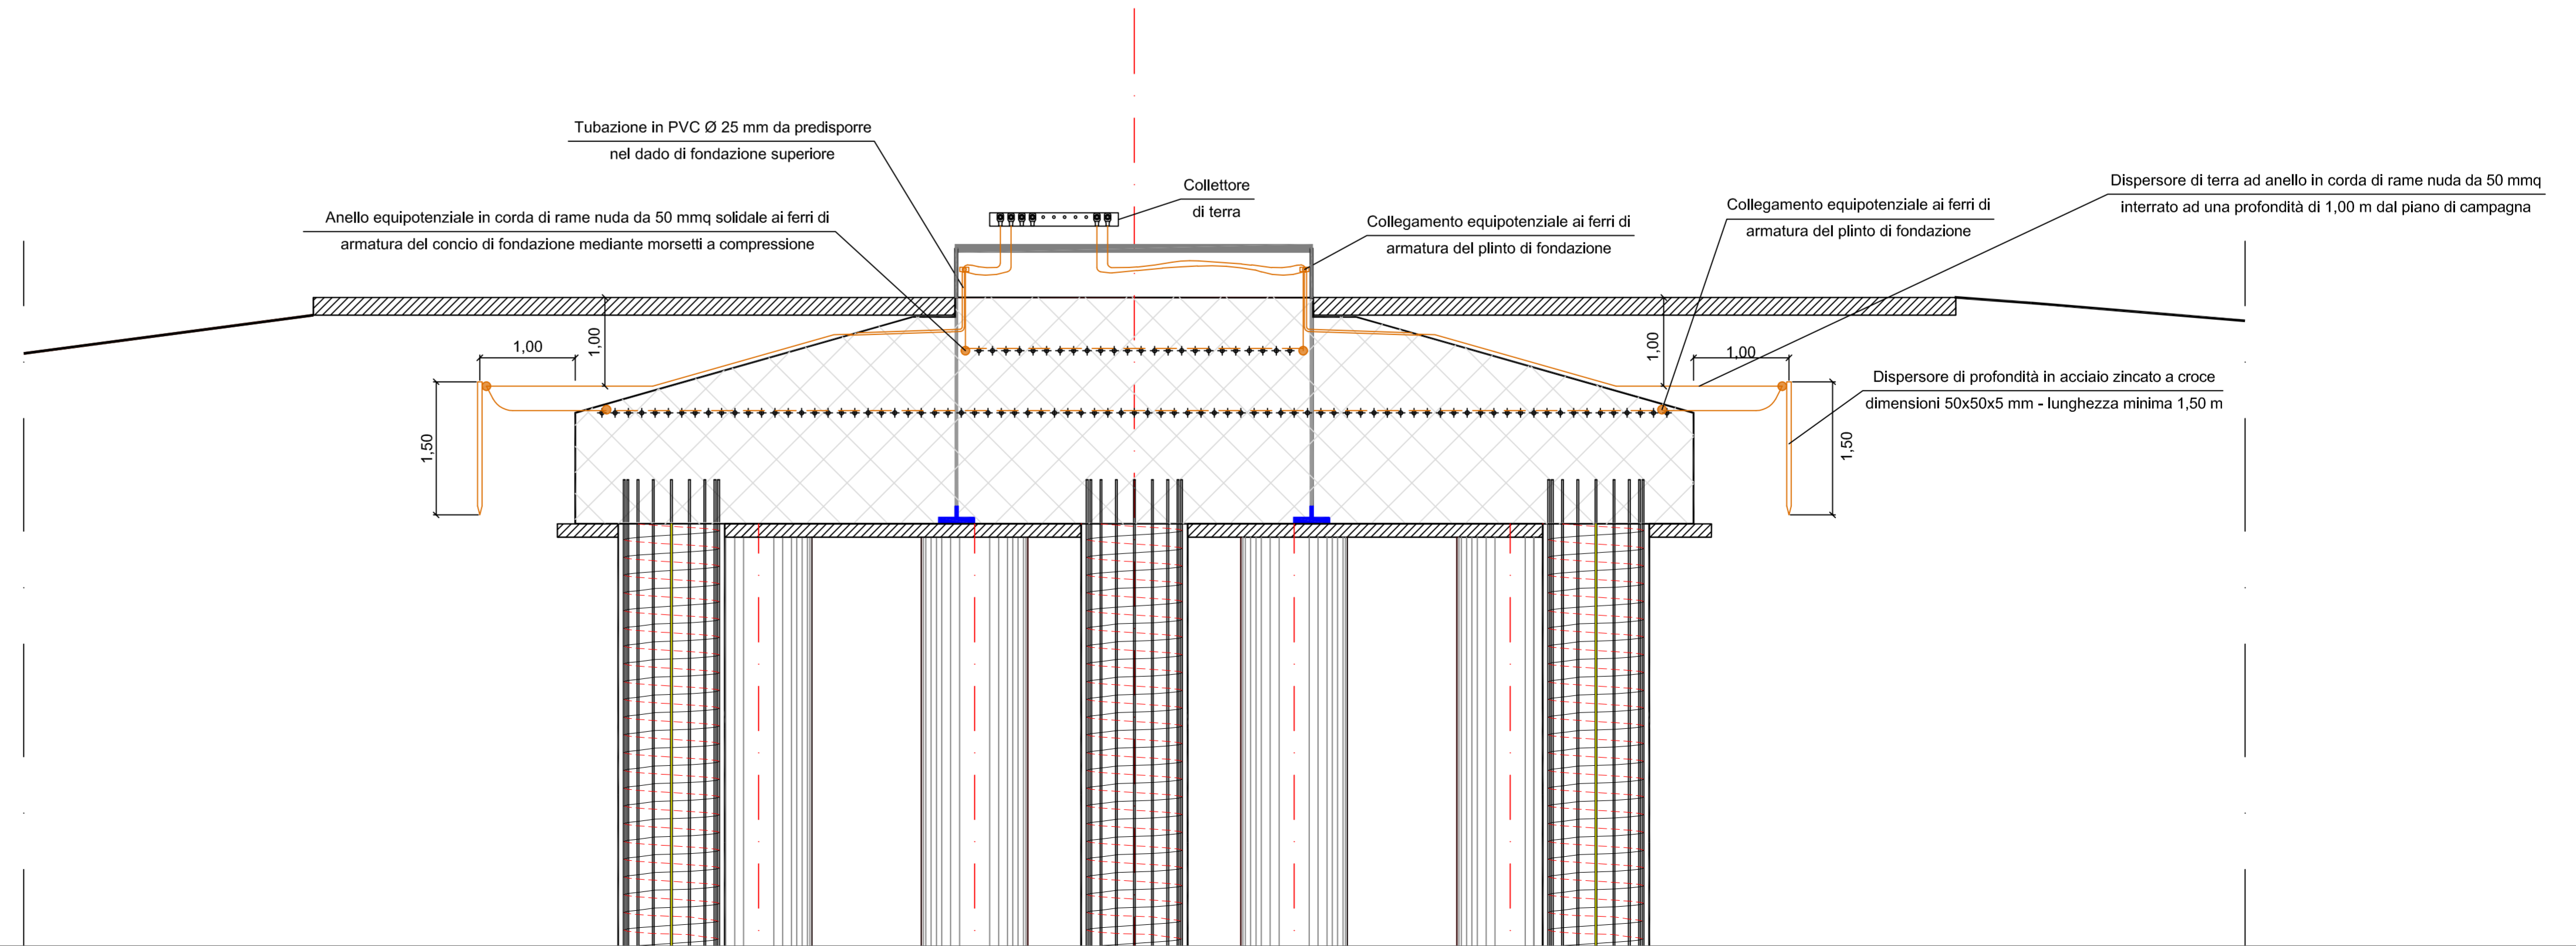 Tubazione in PVC Ø 25 mm da predisporre
nel dado di fondazione superiore
Anello equipotenziale in corda di rame nuda da 50 mmq solidale ai ferri di
armatura del concio di fondazione mediante morsetti a compressione
Collettore
di terra
Collegamento equipotenziale ai ferri di
armatura del plinto di fondazione
Collegamento equipotenziale ai ferri di
armatura del plinto di fondazione
Dispersore di terra ad anello in corda di rame nuda da 50 mmq
interrato ad una profondità di 1,00 m dal piano di campagna
1,00
1,00
1,00
1,00
Dispersore di profondità in acciaio zincato a croce
dimensioni 50x50x5 mm - lunghezza minima 1,50 m
1,50
1,50